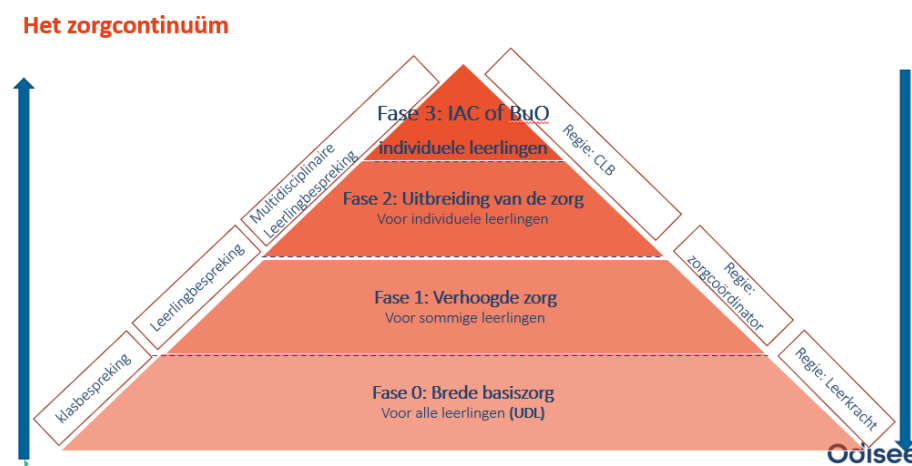 Het zorgcontinuüm
Fase 3: IAC of BuO
individuele leerlingen
Fase 2: Uitbreiding van de zorg
Voor individuele leerlingen
Fase 1: Verhoogde zorg
Voor sommige leerlingen
Fase 0: Brede basiszorg
Voor alle leerlingen (UDL)
Multidisciplinaire
Leerlingbespreking
Leerlingbespreking
klasbespreking
Regie: CLB
Regie:
zorgcoördinator
Regie: Leerkracht
Odisee